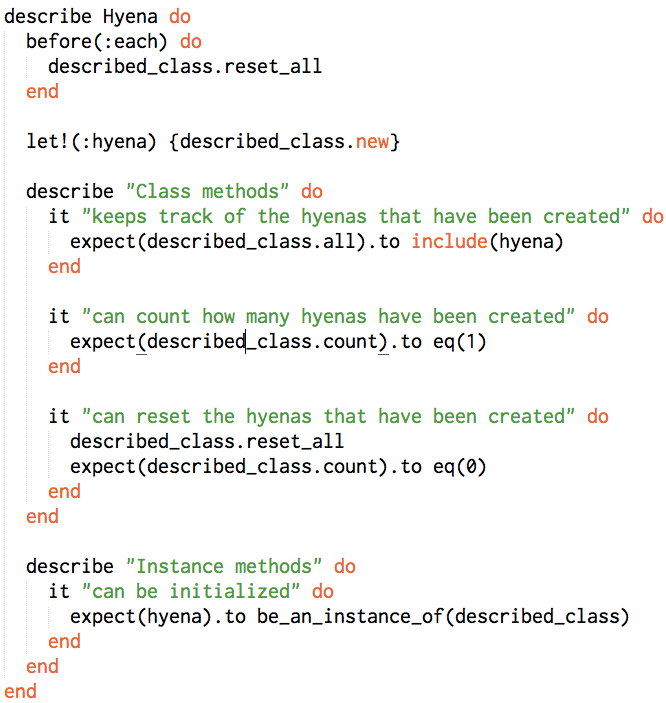 describe Hyena do
  before(:each) do
    described_class.reset_all
  end

  let!(:hyena) {described_class.new}

  describe "Class methods" do
    it "keeps track of the hyenas that have been created" do
      expect(described_class.all).to include(hyena)
    end

    it "can count how many hyenas have been created" do
      expect(described_class.count).to eq(1)
    end

    it "can reset the hyenas that have been created" do
      described_class.reset_all
      expect(described_class.count).to eq(0)
    end
  end

  describe "Instance methods" do
    it "can be initialized" do
      expect(hyena).to be_an_instance_of(described_class)
    end
  end
end